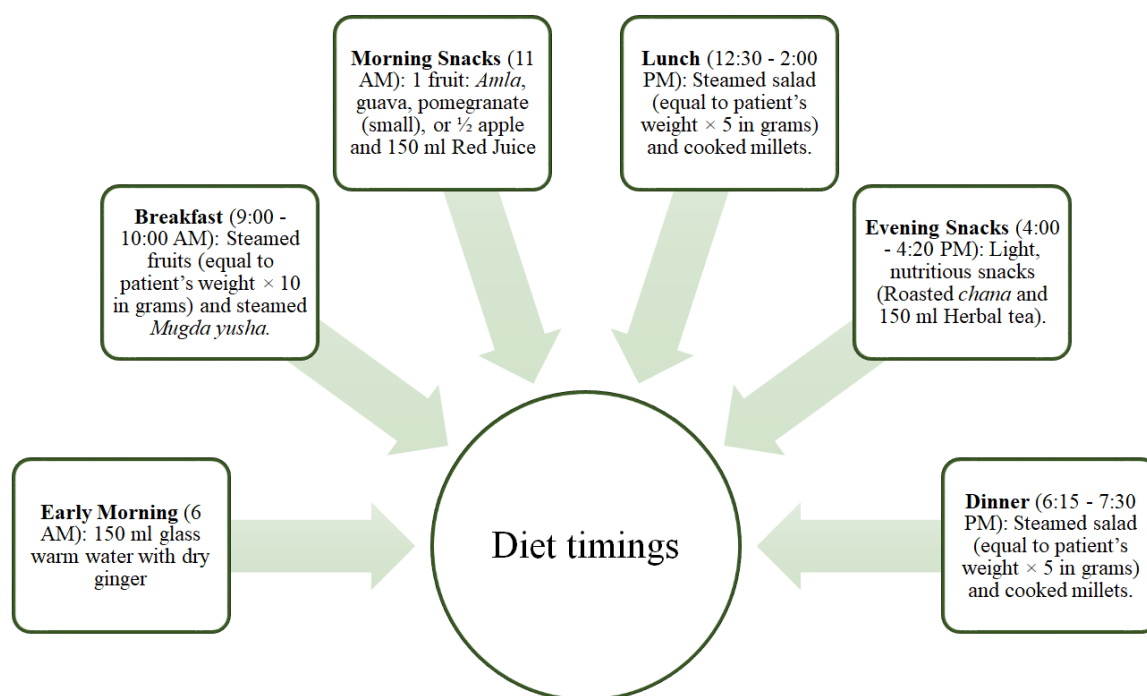 Morning Snacks (11
AM): 1 fruit: Amla,
guava, pomegranate
(small), or ½ apple
and 150 ml Red Juice
Lunch (12:30 - 2:00
PM): Steamed salad
(equal to patient’s
weight × 5 in grams)
and cooked millets.
Breakfast (9:00 -
10:00 AM): Steamed
fruits (equal to
patient’s weight × 10
in grams) and steamed
Mugda yusha.
Evening Snacks (4:00
- 4:20 PM): Light,
nutritious snacks
(Roasted chana and
150 ml Herbal tea).
Early Morning (6
AM): 150 ml glass
warm water with dry
ginger
Diet timings
Dinner (6:15 - 7:30
PM): Steamed salad
(equal to patient’s
weight × 5 in grams)
and cooked millets.